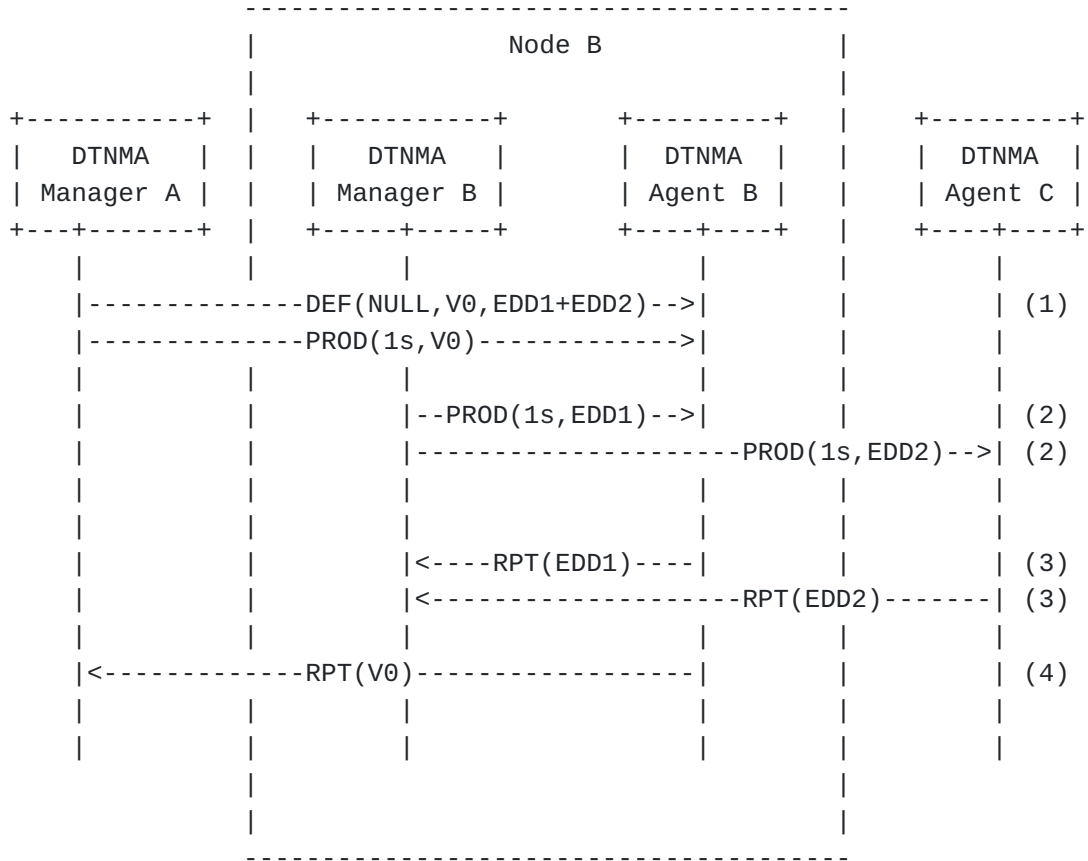 Node B
DTNMA DTNMA DTNMA DTNMA
Manager A Manager B Agent B Agent C
DEF(NULL,V0,EDD1+EDD2) (1)
PROD(1s,V0)
PROD(1s,EDD1) (2)
PROD(1s,EDD2) (2)
RPT(EDD1) (3)
RPT(EDD2) (3)
RPT(V0) (4)